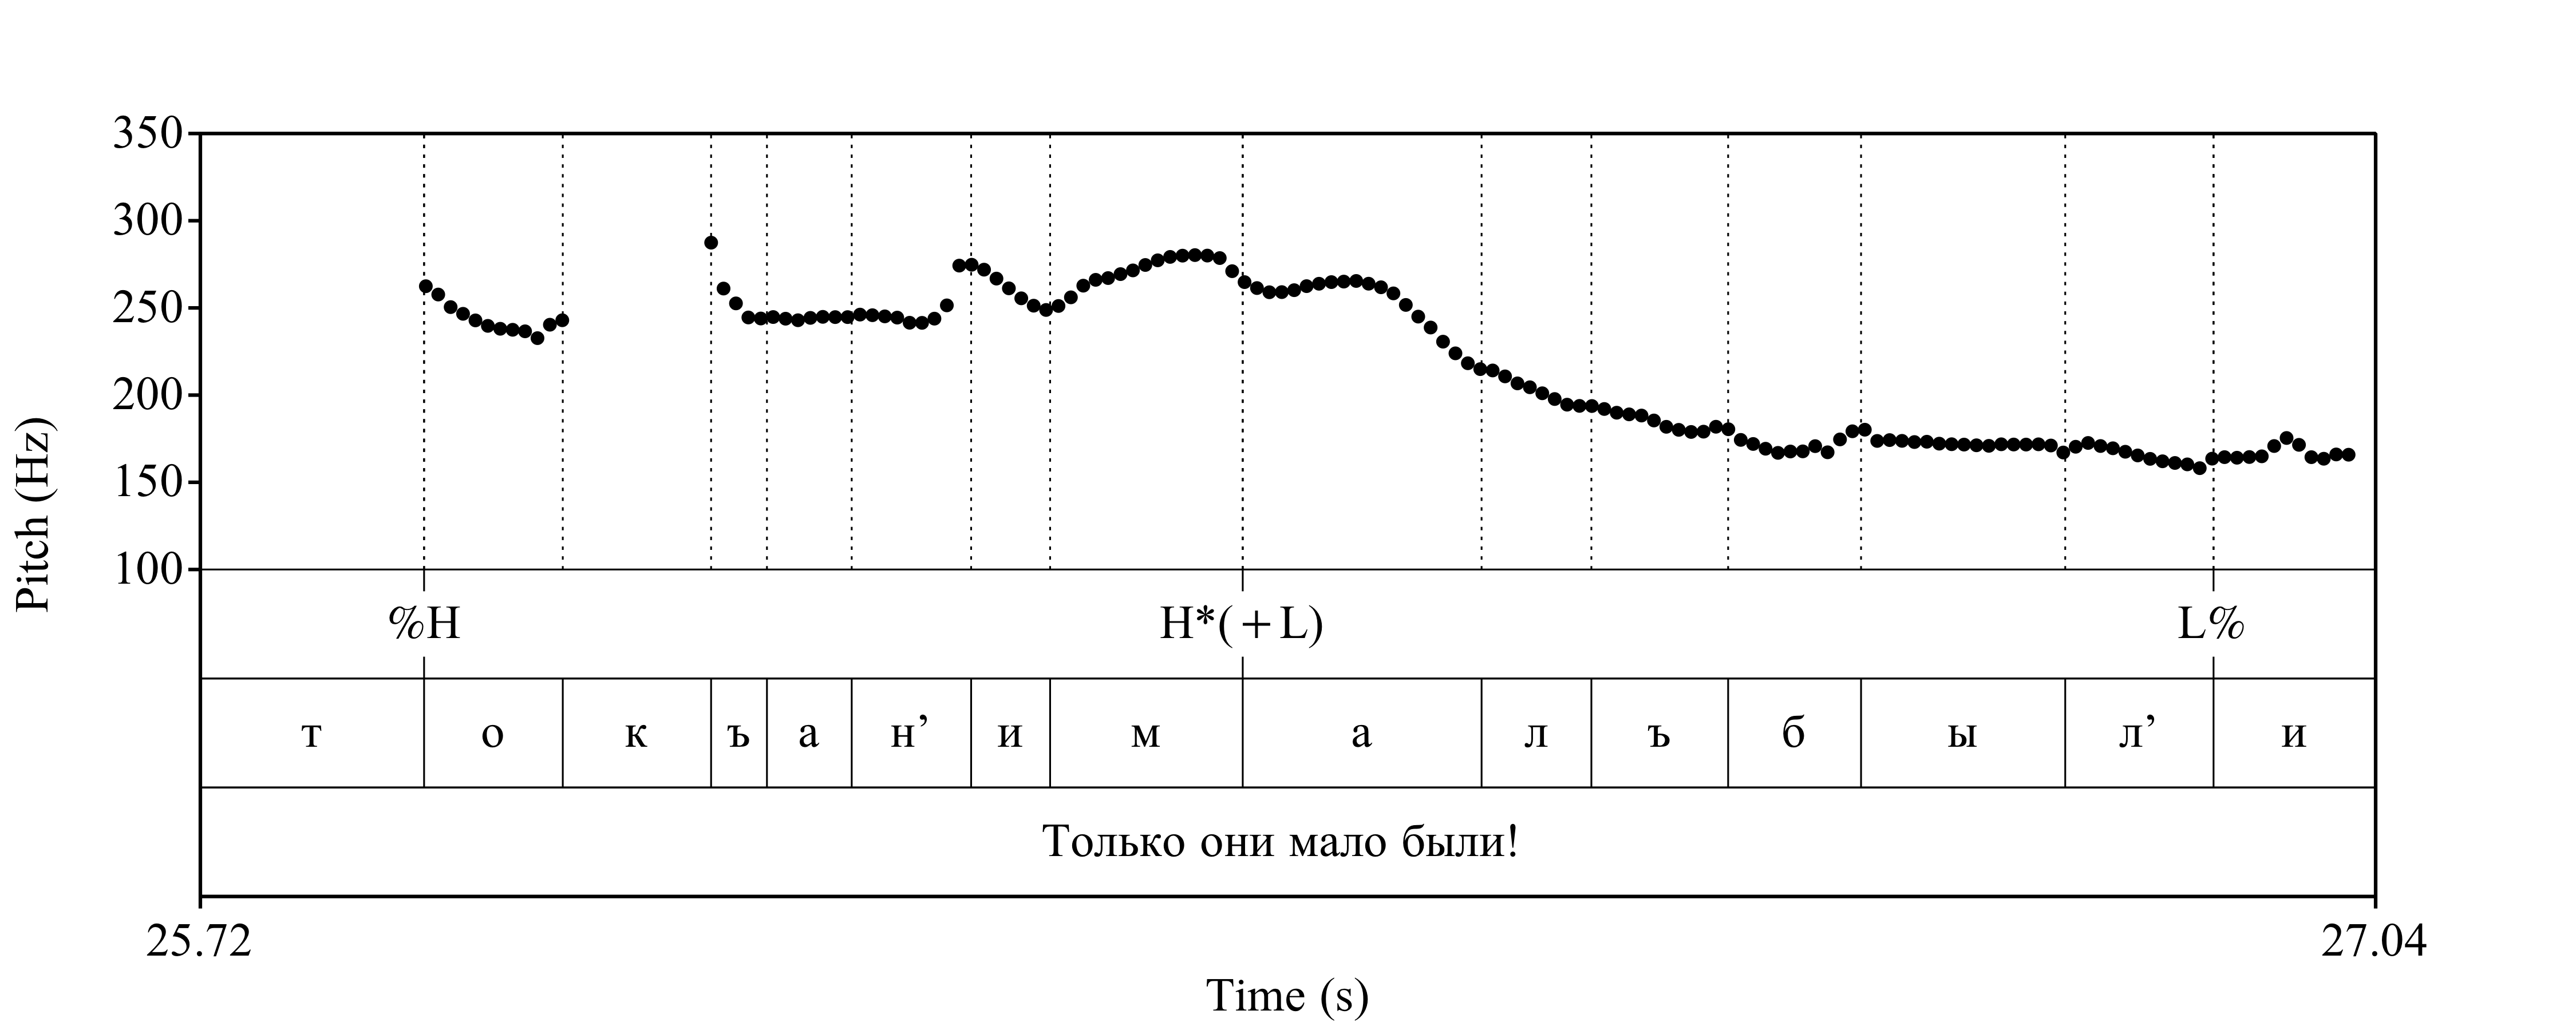 350
300
250
200
150
100
Pitch (Hz)
%H H*(+L) L%
т о к ъ а н’ и м а л ъ б ы л’ и
Только они мало были!
25.72 27.04
Time (s)